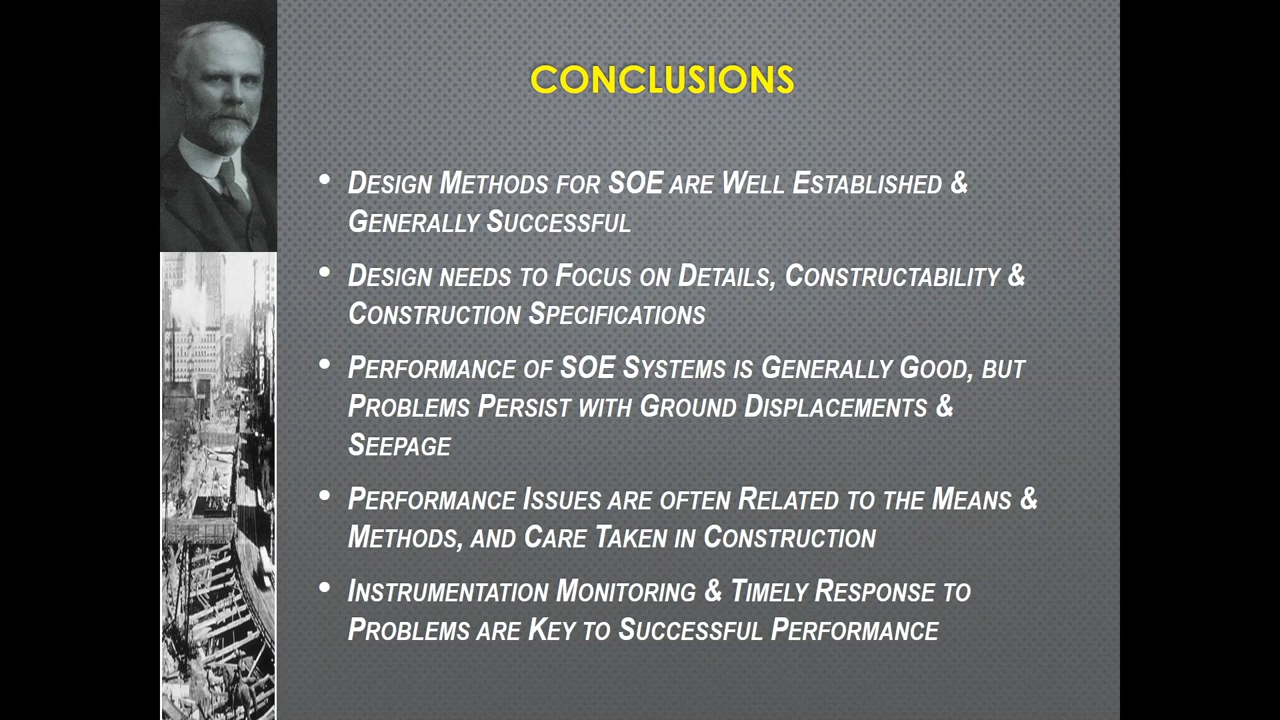 CONCLUSIONS
• DESIGN METHODS FOR SOE ARE WELL ESTABLISHED &
GENERALLY SUCCESSFUL
• DESIGN NEEDS TO FOCUS ON DETAILS, CONSTRUCTABILITY &
CONSTRUCTION SPECIFICATIONS
• PERFORMANCE OF SOE SYSTEMS IS GENERALLY GOOD, BUT
PROBLEMS PERSIST WITH GROUND DISPLACEMENTS &
SEEPAGE
• PERFORMANCE ISSUES ARE OFTEN RELATED TO THE MEANS &
METHODS, AND CARE TAKEN IN CONSTRUCTION
• INSTRUMENTATION MONITORING & TIMELY RESPONSE TO
PROBLEMS ARE KEY TO SUCCESSFUL PERFORMANCE